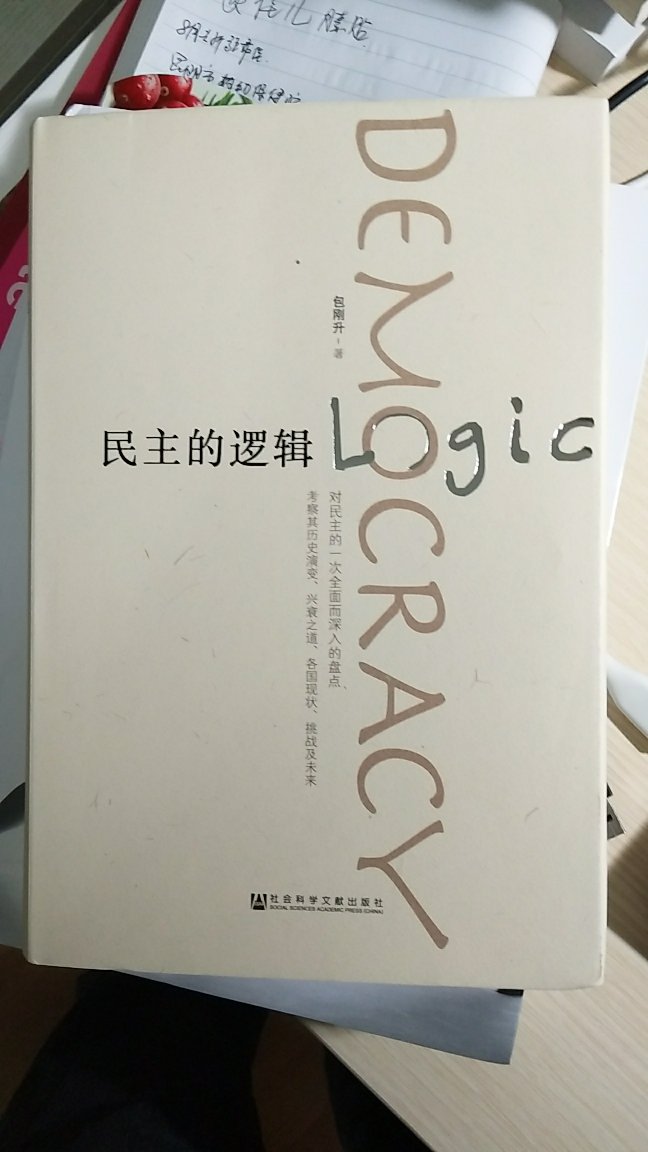 膝贴
DEMOCRACY
包刚升 著
民主的逻辑 Logic
对民主的一次全面而深入的盘点、
考察其历史演变、兴衰之道、各国现状、挑战及未来
社会科学文献出版社
SOCIAL SCIENCES ACADEMIC PRESS (CHINA)